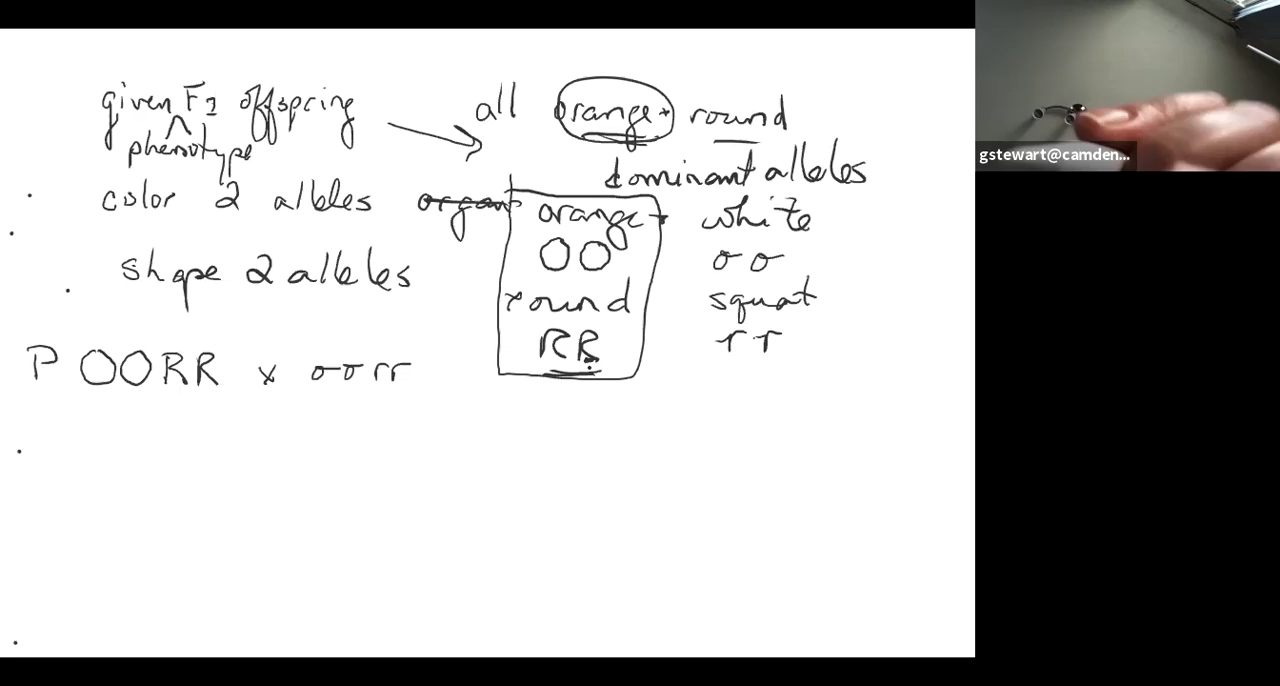 given F1 offspring → all orange + round
phenotype
dominant alleles
color 2 alleles organ orange + white
OO oo
shape 2 alleles round squat
RR rr
P OORR x oorr
gstewart@camden...